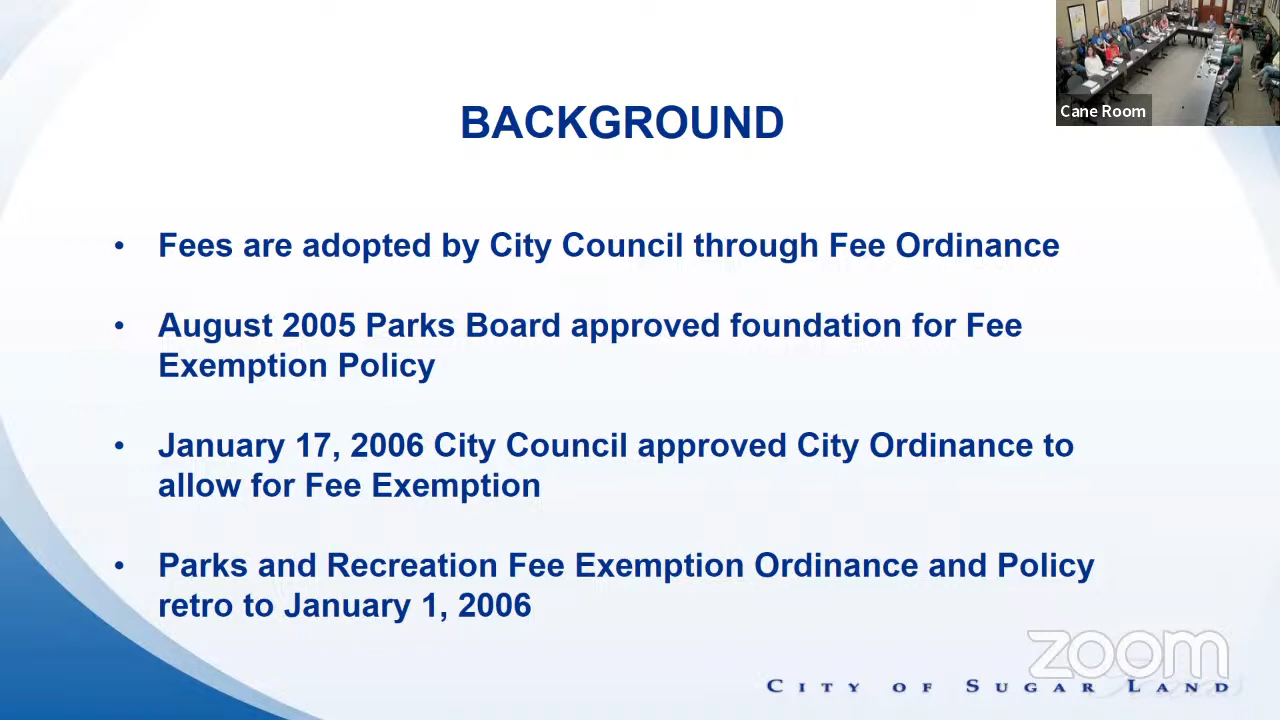 Cane Room
BACKGROUND
• Fees are adopted by City Council through Fee Ordinance
• August 2005 Parks Board approved foundation for Fee
Exemption Policy
• January 17, 2006 City Council approved City Ordinance to
allow for Fee Exemption
• Parks and Recreation Fee Exemption Ordinance and Policy
retro to January 1, 2006
zoom
CITY OF SUGAR LAND